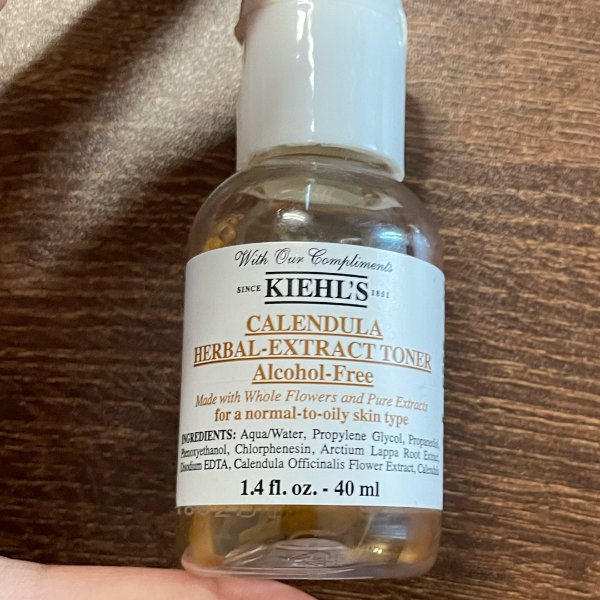 With Our Compliments
SINCE KIEHL'S 1851
CALENDULA
HERBAL-EXTRACT TONER
Alcohol-Free
Made with Whole Flowers and Pure Extracts
for a normal-to-oily skin type
INGREDIENTS: Aqua/Water, Propylene Glycol,
Phenoxyethanol, Chlorphenesin, Arctium Lappa Root Extract,
Disodium EDTA, Calendula Officinalis Flower Extract, Calendula
1.4 fl. oz. - 40 ml